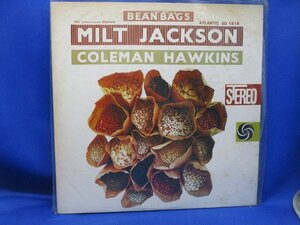 BEAN BAGS
ATLANTIC SD 1316
MILT JACKSON
COLEMAN HAWKINS
STEREO